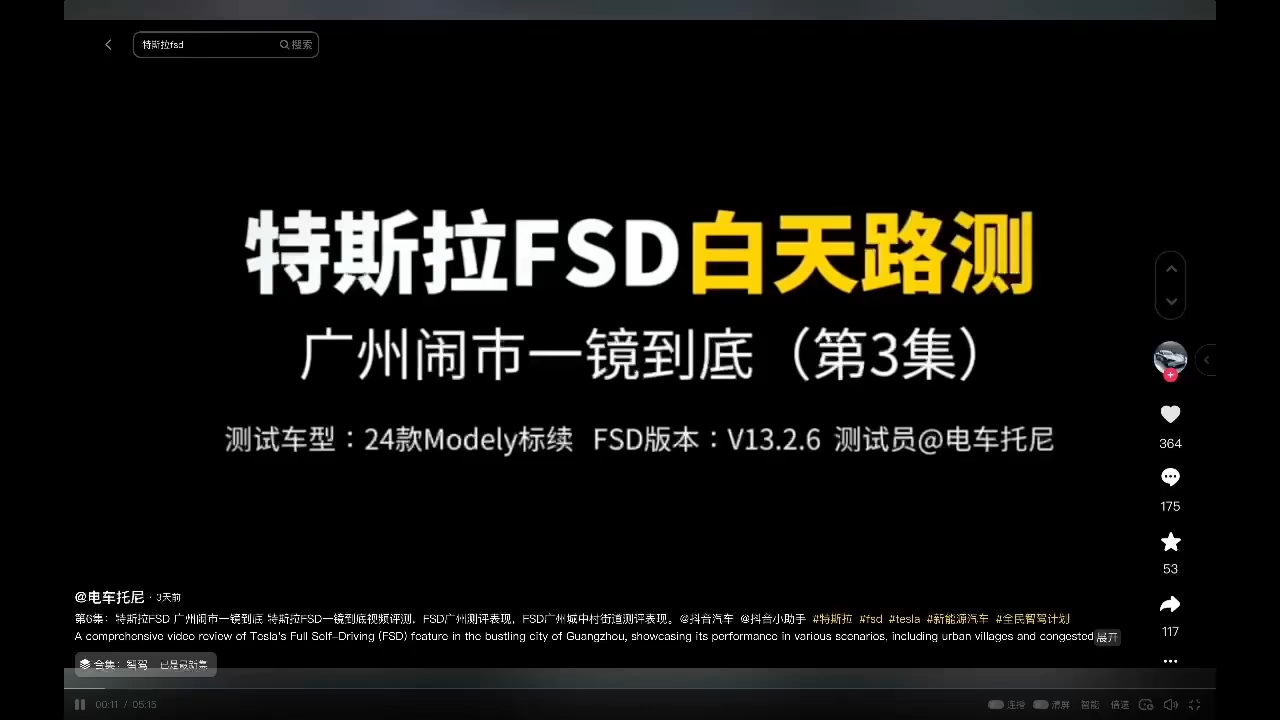 特斯拉fsd 搜索
特斯拉FSD白天路测
广州闹市一镜到底（第3集）
测试车型：24款Modely标续 FSD版本：V13.2.6 测试员@电车托尼
364
175
53
117
@电车托尼 · 3天前
第6集：特斯拉FSD 广州闹市一镜到底 特斯拉FSD一镜到底视频评测，FSD广州测评表现，FSD广州城中村街道测评表现。@抖音汽车 @抖音小助手 #特斯拉 #fsd #tesla #新能源汽车 #全民智驾计划
A comprehensive video review of Tesla's Full Self-Driving (FSD) feature in the bustling city of Guangzhou, showcasing its performance in various scenarios, including urban villages and congested 展开
合集：智驾 已是最新集
00:11 / 05:15 连播 清屏 智能 倍速